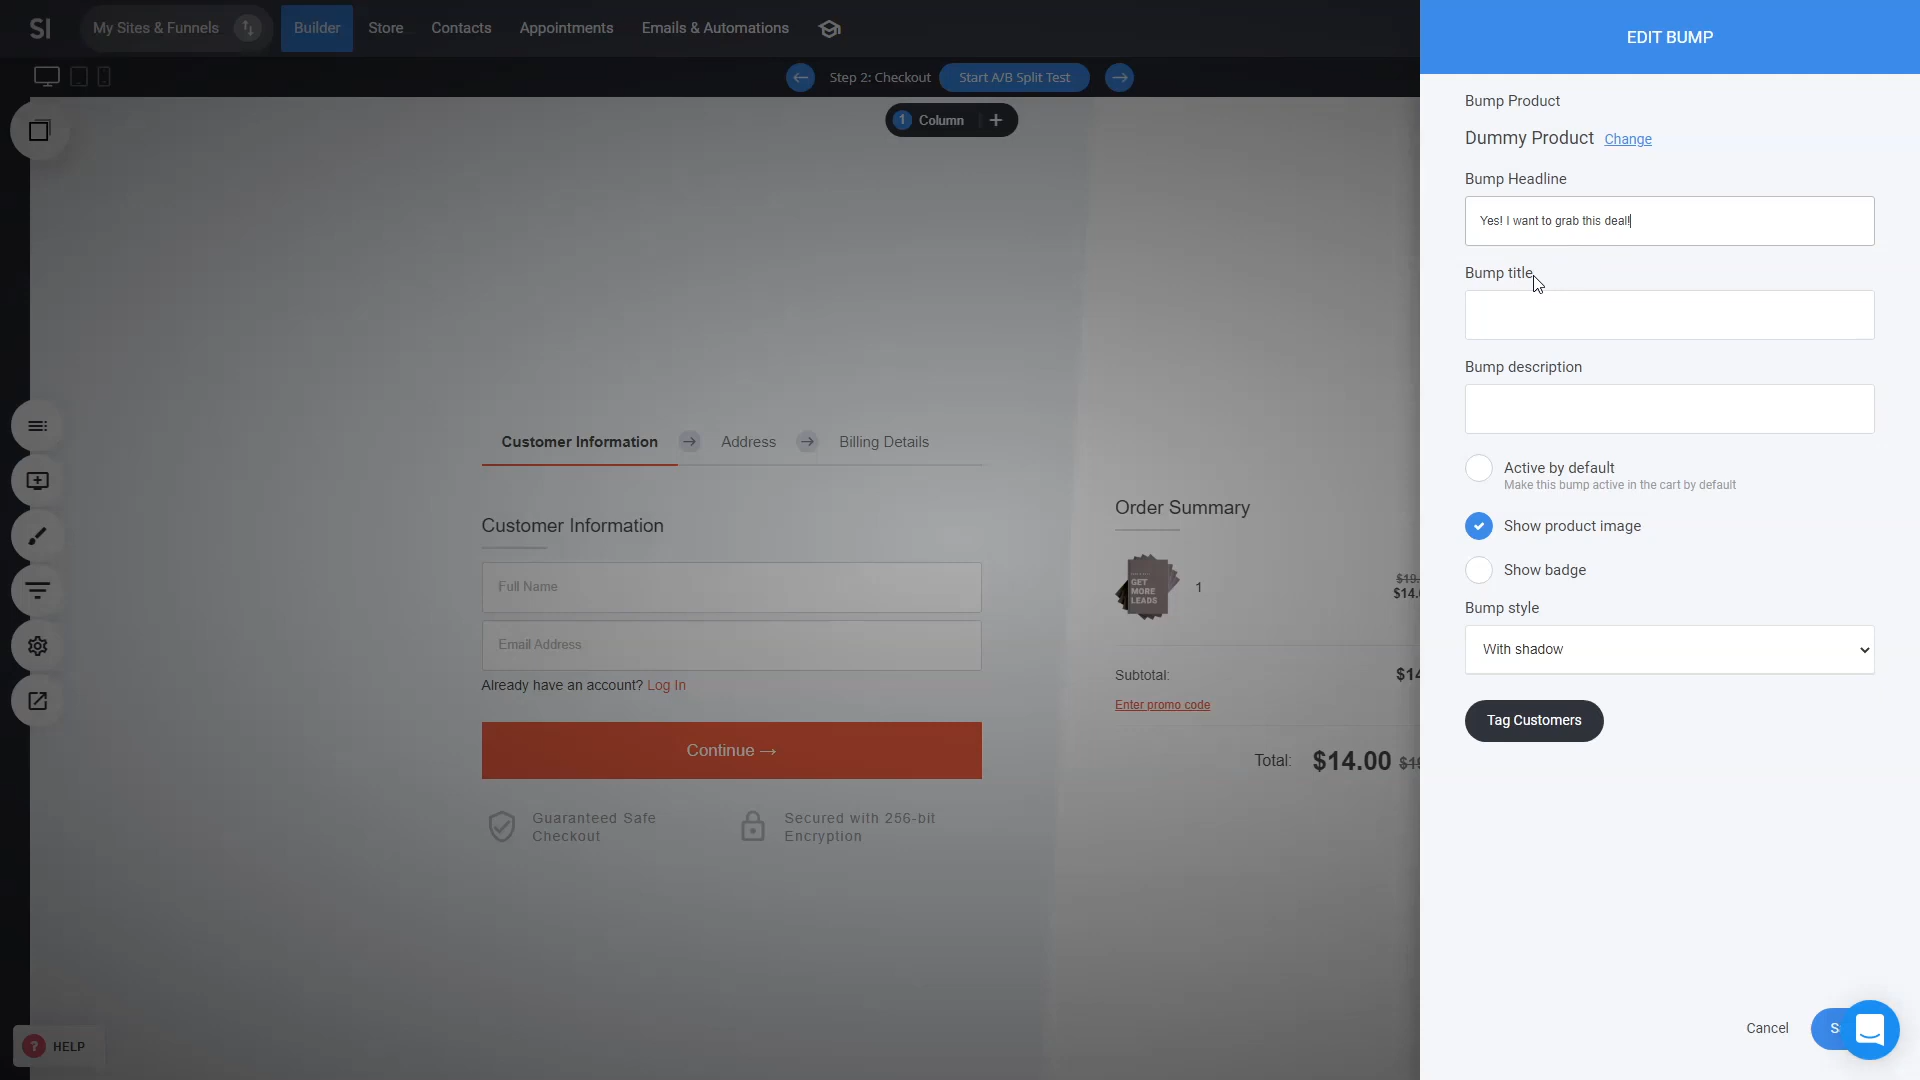 SI
My Sites & Funnels
Builder
Store
Contacts
Appointments
Emails & Automations
Step 2: Checkout
Start A/B Split Test
1
Column
+
Customer Information
Address
Billing Details
Customer Information
Full Name
Email Address
Already have an account? Log In
Continue →
Guaranteed Safe
Checkout
Secured with 256-bit
Encryption
Order Summary
GET
MORE
LEADS
1
$19.
$14.
Subtotal:
$14
Enter promo code
Total:
$14.00
$19
? HELP
EDIT BUMP
Bump Product
Dummy Product Change
Bump Headline
Yes! I want to grab this deal!
Bump title
Bump description
Active by default
Make this bump active in the cart by default
Show product image
Show badge
Bump style
With shadow
Tag Customers
Cancel
S